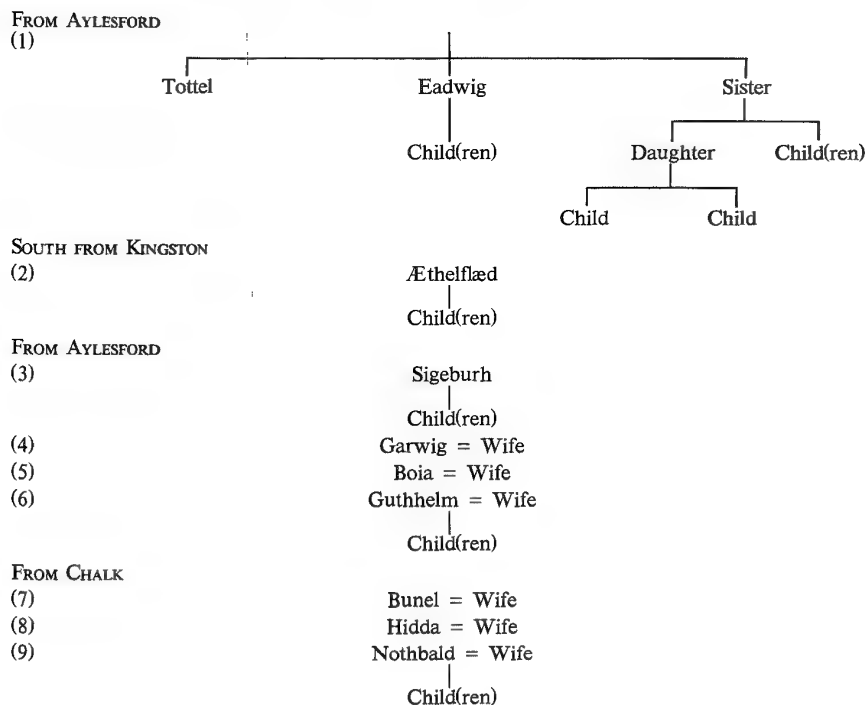 FROM AYLESFORD
(1)
Tottel Eadwig Sister
Child(ren) Daughter Child(ren)
Child Child
SOUTH FROM KINGSTON
(2) Æthelflæd
Child(ren)
FROM AYLESFORD
(3) Sigeburh
Child(ren)
(4) Garwig = Wife
(5) Boia = Wife
(6) Guthhelm = Wife
Child(ren)
FROM CHALK
(7) Bunel = Wife
(8) Hidda = Wife
(9) Nothbald = Wife
Child(ren)